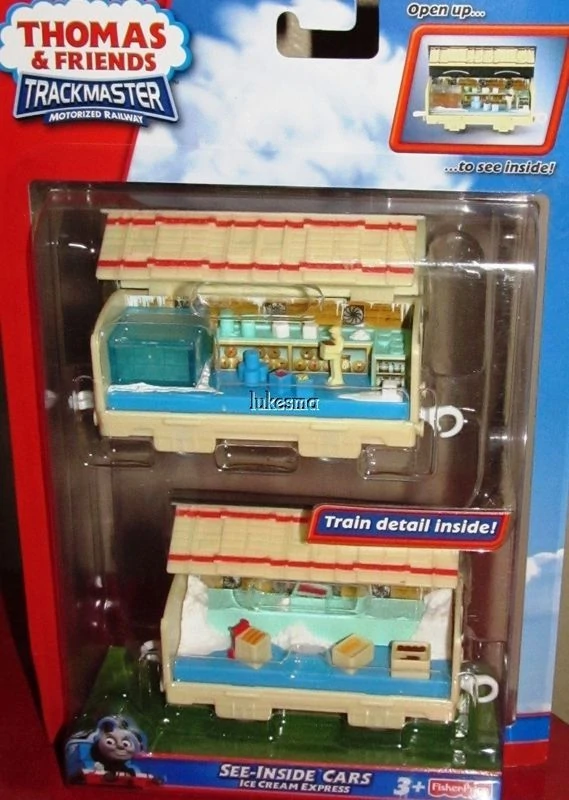 THOMAS
& FRIENDS
TRACKMASTER
MOTORIZED RAILWAY
Open up...
...to see inside!
lukesma
Train detail inside!
SEE-INSIDE CARS
ICE CREAM EXPRESS
3+
Fisher-Price